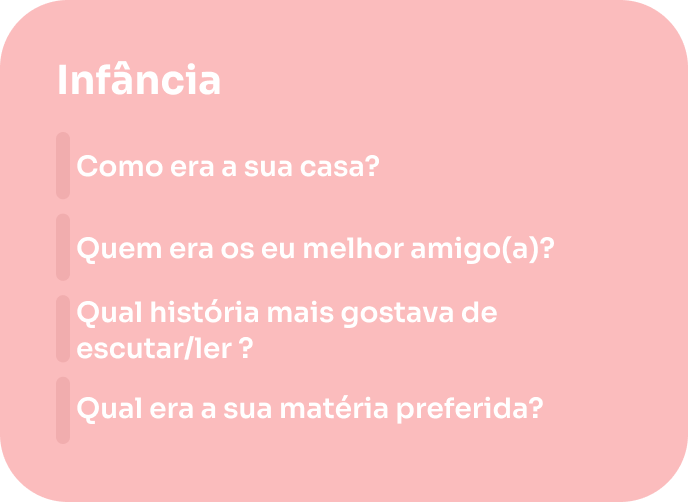 Infância
Como era a sua casa?
Quem era os eu melhor amigo(a)?
Qual história mais gostava de
escutar/ler ?
Qual era a sua matéria preferida?